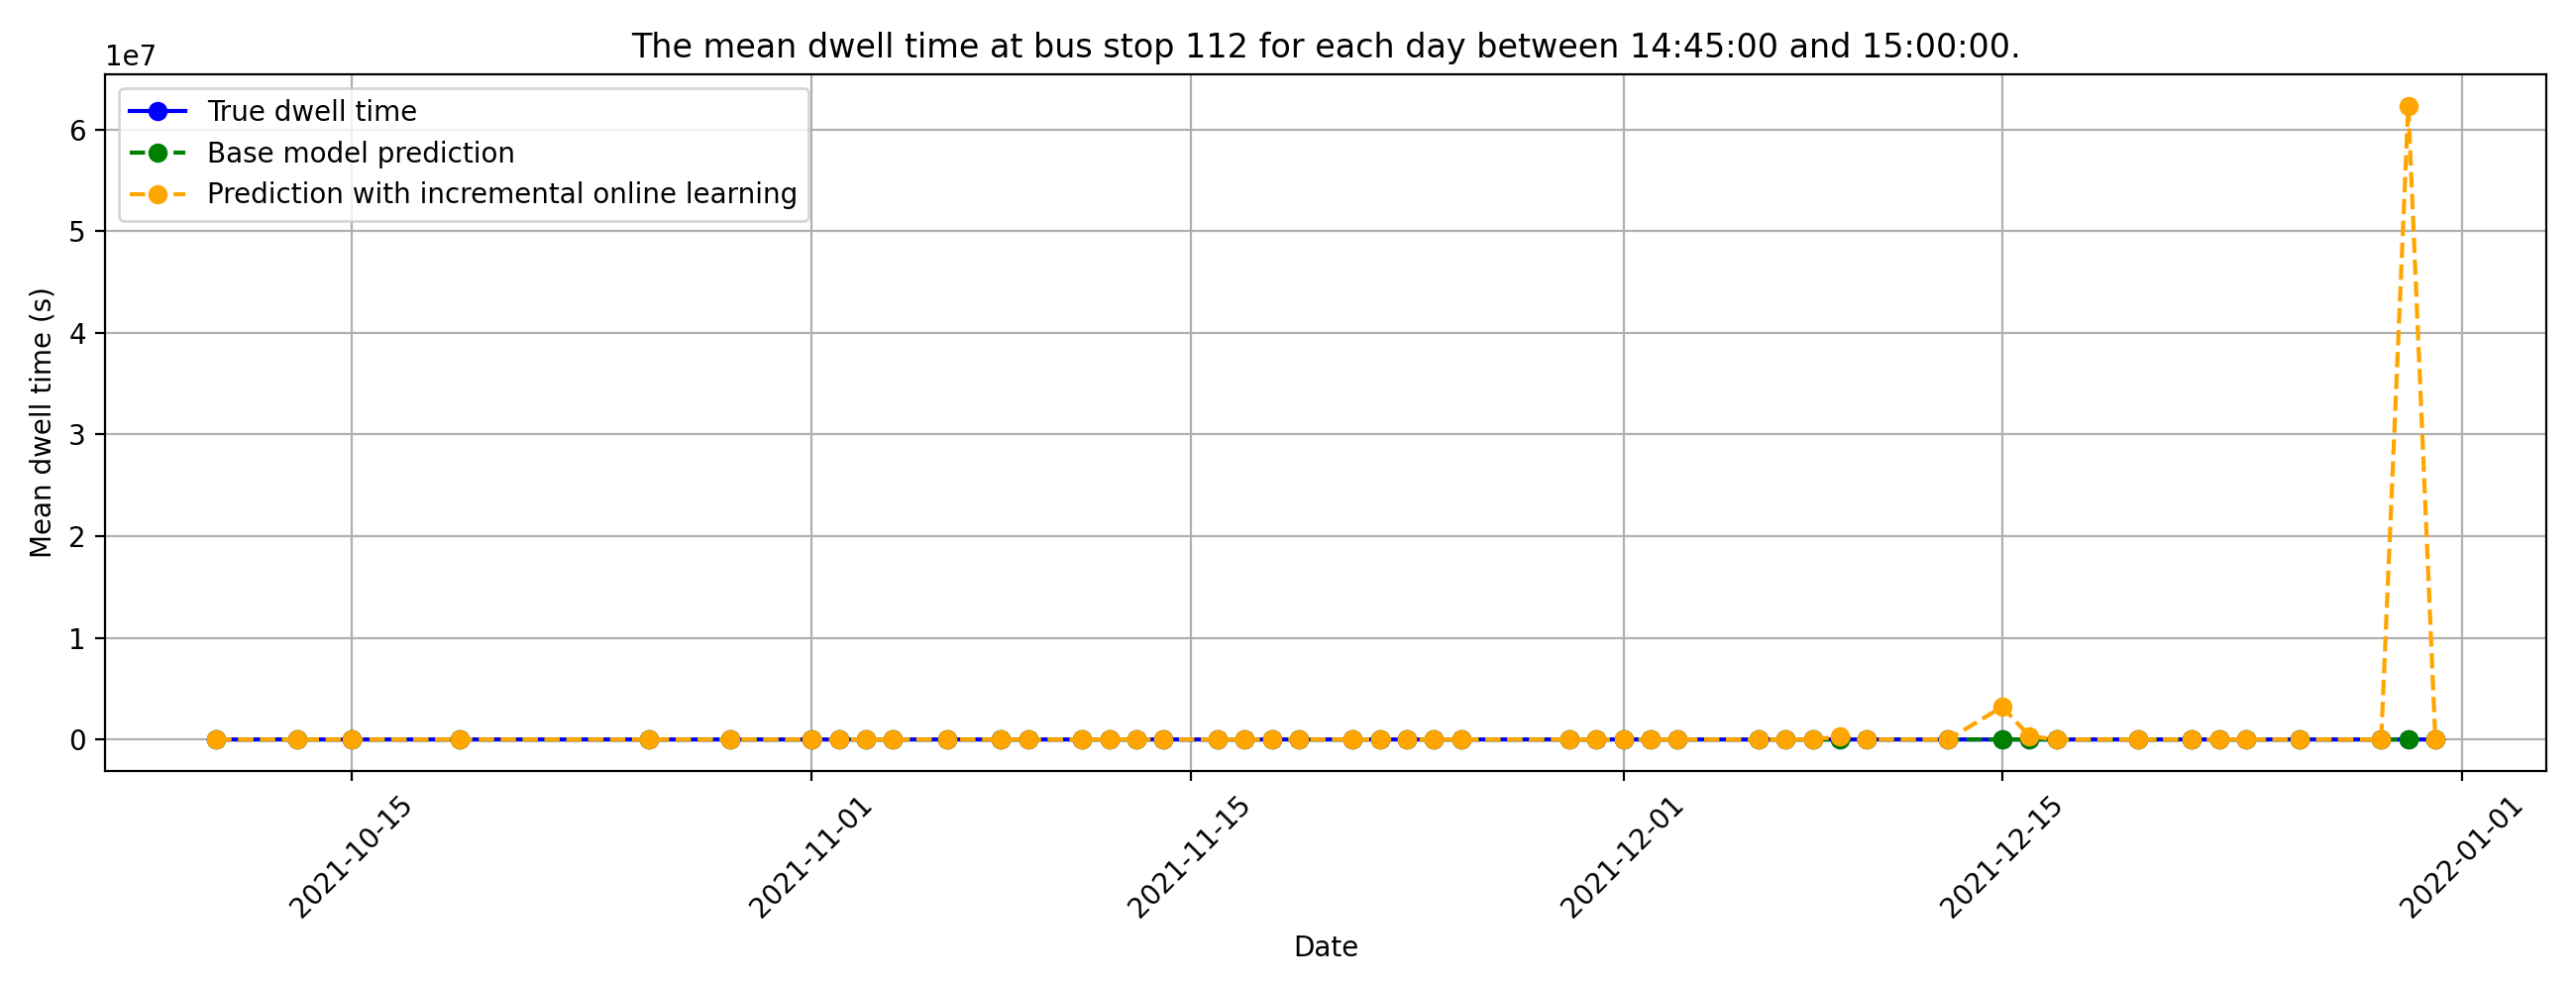 The mean dwell time at bus stop 112 for each day between 14:45:00 and 15:00:00.
1e7
True dwell time
Base model prediction
Prediction with incremental online learning
6
5
4
3
2
1
0
Mean dwell time (s)
2021-10-15
2021-11-01
2021-11-15
2021-12-01
2021-12-15
2022-01-01
Date